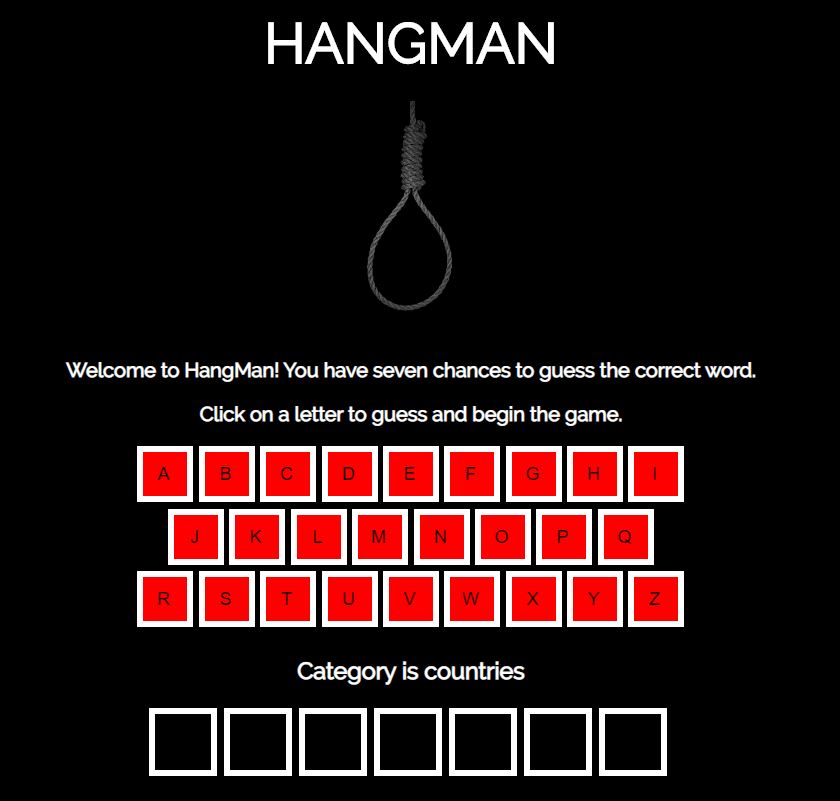 HANGMAN
Welcome to HangMan! You have seven chances to guess the correct word.
Click on a letter to guess and begin the game.
A B C D E F G H I
J K L M N O P Q
R S T U V W X Y Z
Category is countries